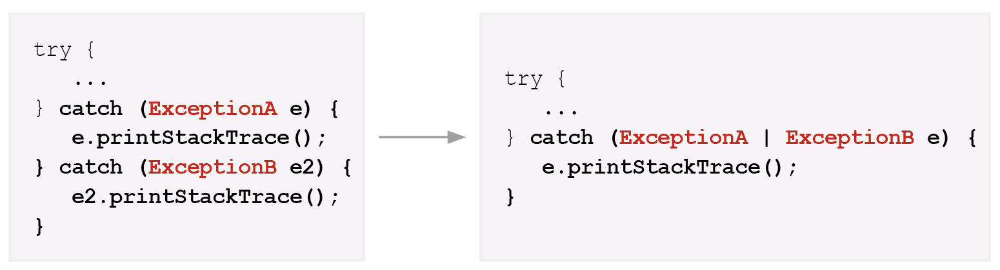 try {
...
} catch (ExceptionA e) {
e.printStackTrace();
} catch (ExceptionB e2) {
e2.printStackTrace();
}
try {
...
} catch (ExceptionA | ExceptionB e) {
e.printStackTrace();
}